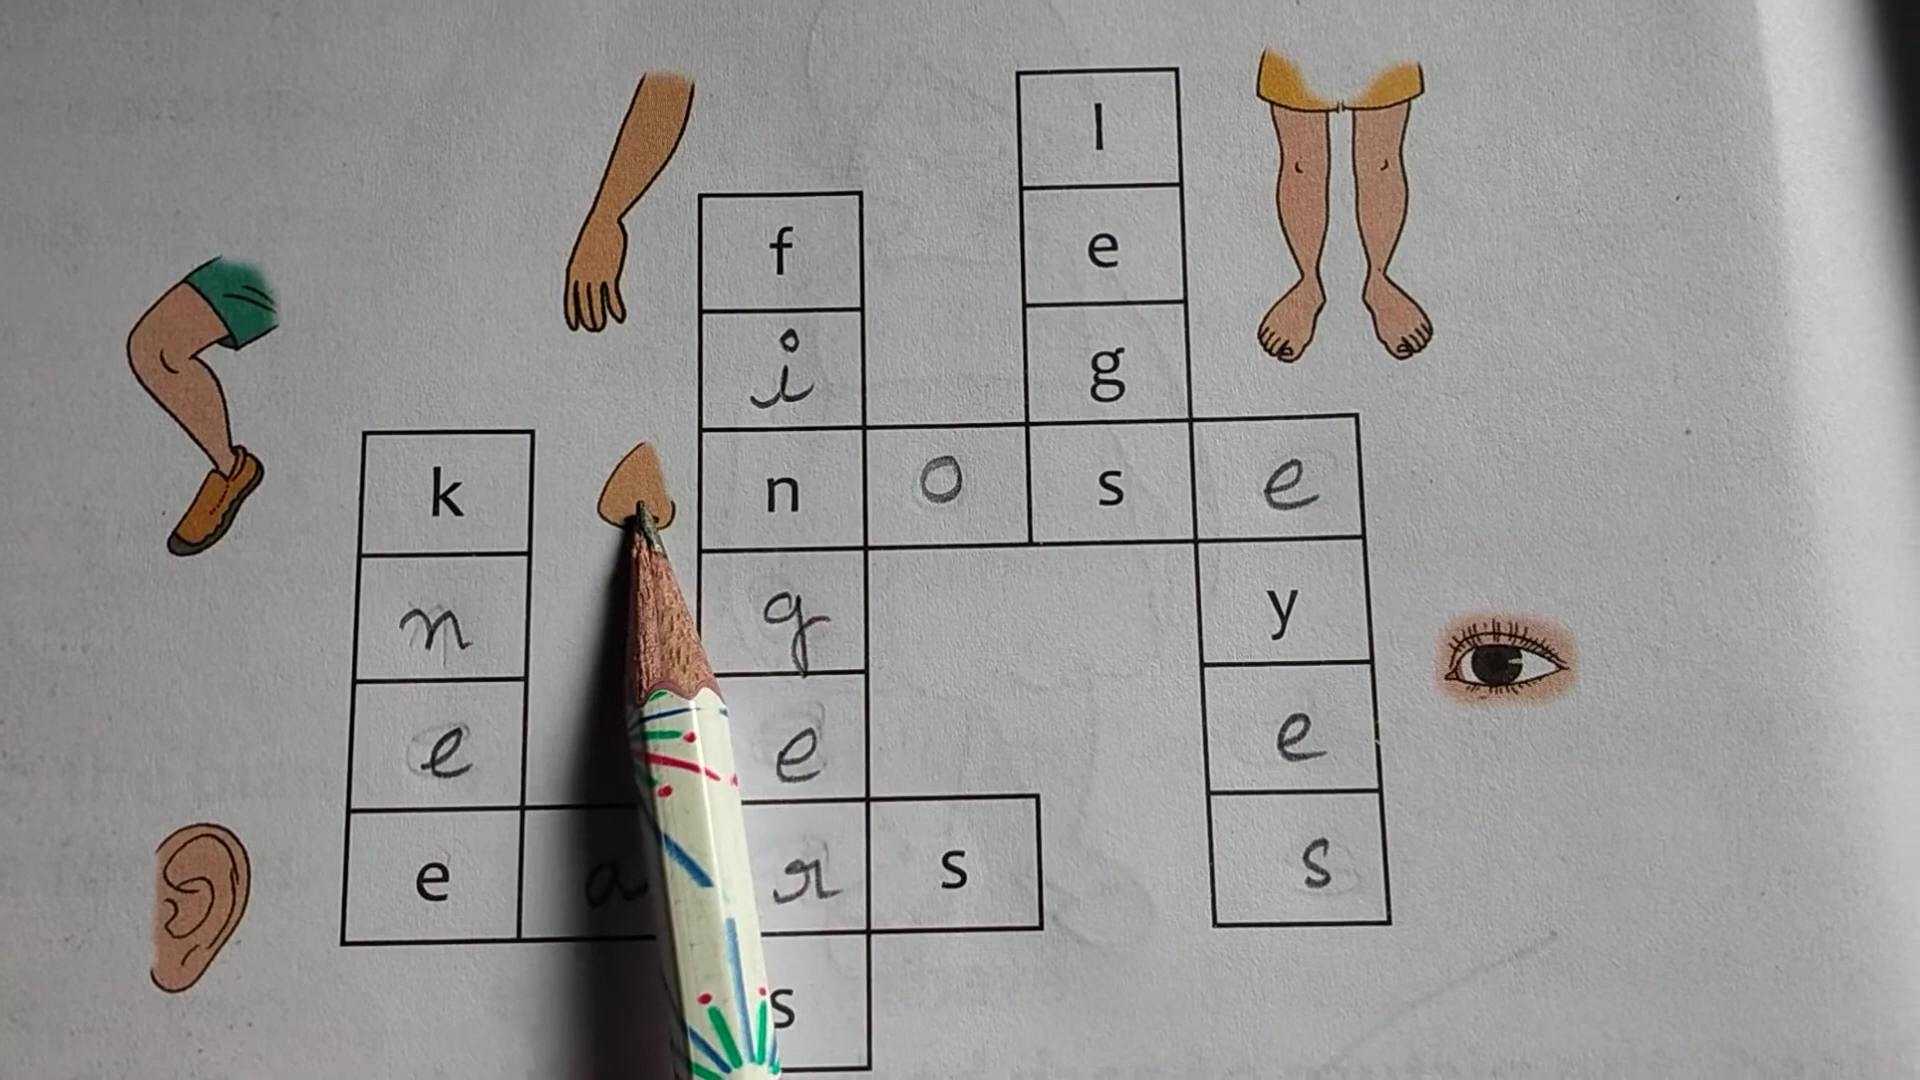 l
f e
i g
k n o s e
n g y
e e e
e a r s s
s